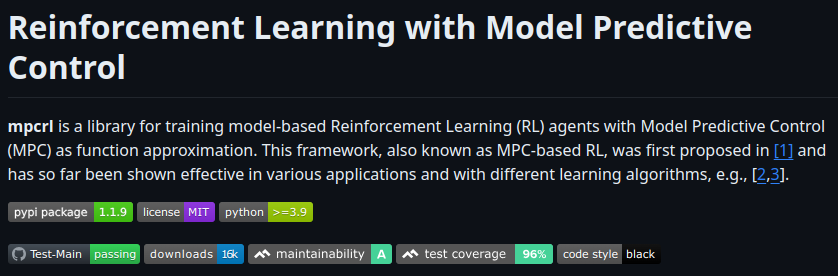 Reinforcement Learning with Model Predictive
Control
mpcrl is a library for training model-based Reinforcement Learning (RL) agents with Model Predictive Control
(MPC) as function approximation. This framework, also known as MPC-based RL, was first proposed in [1] and
has so far been shown effective in various applications and with different learning algorithms, e.g., [2,3].
pypi package 1.1.9 license MIT python >=3.9
Test-Main passing downloads 16k maintainability A test coverage 96% code style black